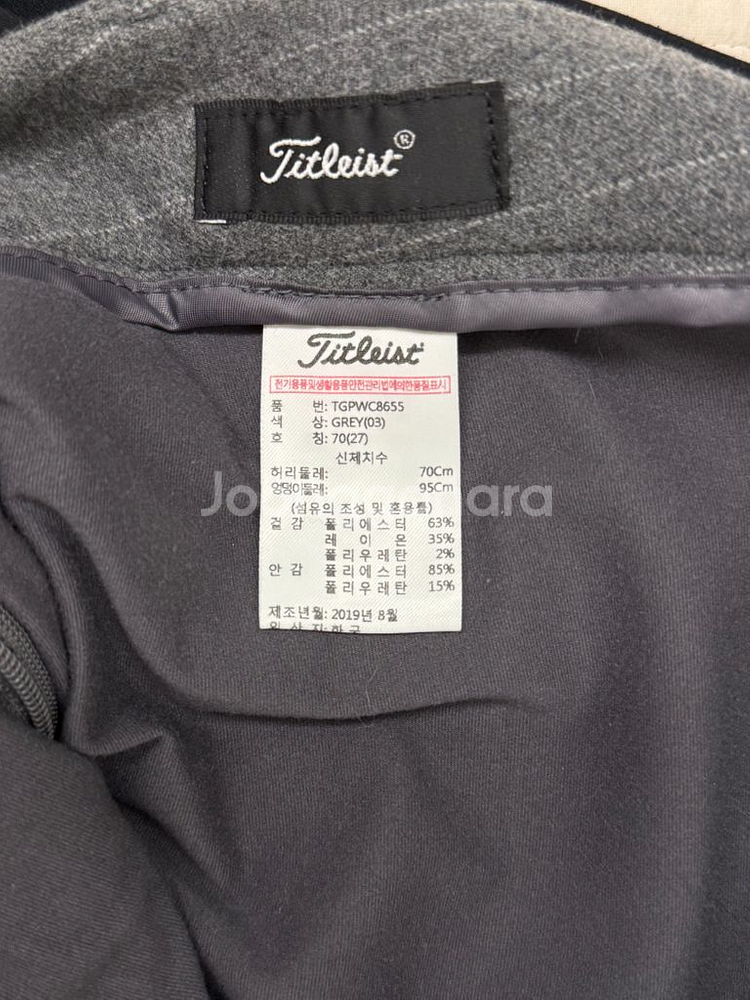 Titleist®
Titleist
전기용품및생활용품안전관리법에의한품질표시
품 번: TGPWC8655
색 상: GREY(03)
호 칭: 70(27)
신체치수
허리둘레: 70Cm
엉덩이둘레: 95Cm
(섬유의 조성 및 혼용률)
겉 감 폴리에스터 63%
레 이 온 35%
폴리우레탄 2%
안 감 폴리에스터 85%
폴리우레탄 15%
제조년월: 2019년 8월